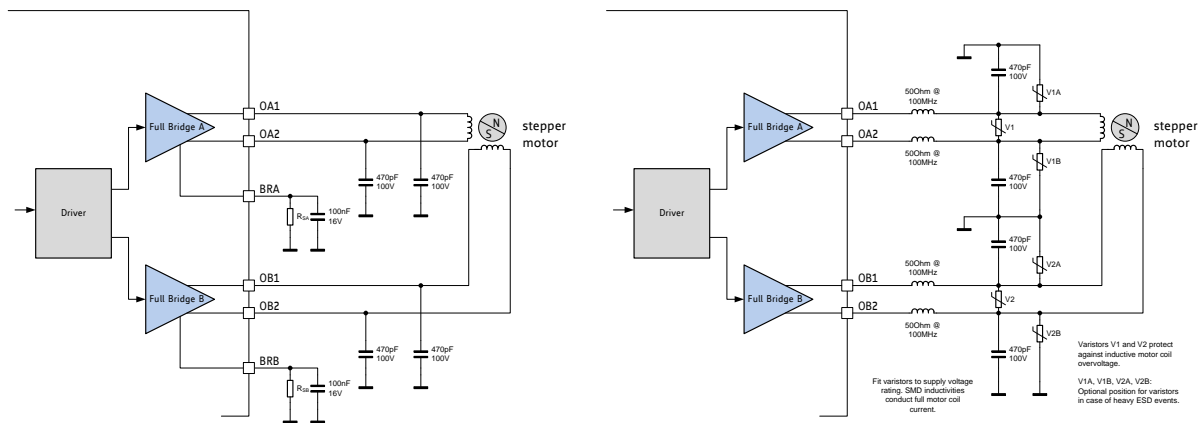 OA1
Full Bridge A
OA2
N
S
stepper
motor
BRA
470pF
100V
470pF
100V
100nF
16V
RSA
Driver
OB1
Full Bridge B
OB2
470pF
100V
470pF
100V
BRB
100nF
16V
RSB
470pF
100V
V1A
50Ohm @
100MHz
OA1
V1
Full Bridge A
OA2
N
S
stepper
motor
50Ohm @
100MHz
V1B
470pF
100V
Driver
470pF
100V
50Ohm @
100MHz
V2A
OB1
Full Bridge B
V2
OB2
50Ohm @
100MHz
V2B
470pF
100V
Varistors V1 and V2 protect
against inductive motor coil
overvoltage.
V1A, V1B, V2A, V2B:
Optional position for varistors
in case of heavy ESD events.
Fit varistors to supply voltage
rating. SMD inductivities
conduct full motor coil
current.